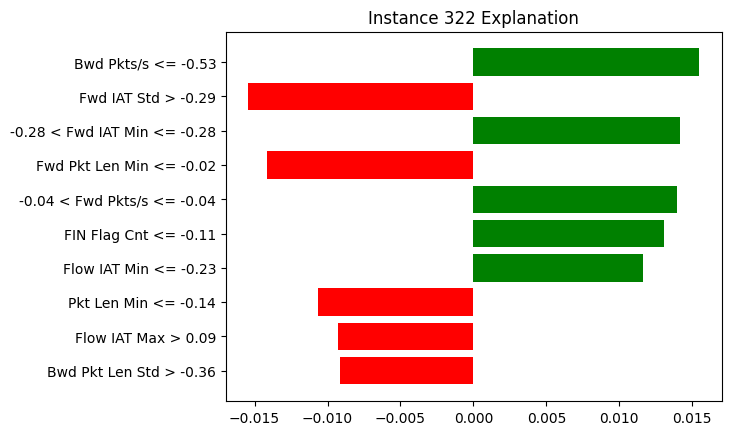 Instance 322 Explanation
Bwd Pkts/s <= -0.53
Fwd IAT Std > -0.29
-0.28 < Fwd IAT Min <= -0.28
Fwd Pkt Len Min <= -0.02
-0.04 < Fwd Pkts/s <= -0.04
FIN Flag Cnt <= -0.11
Flow IAT Min <= -0.23
Pkt Len Min <= -0.14
Flow IAT Max > 0.09
Bwd Pkt Len Std > -0.36
−0.015 −0.010 −0.005 0.000 0.005 0.010 0.015